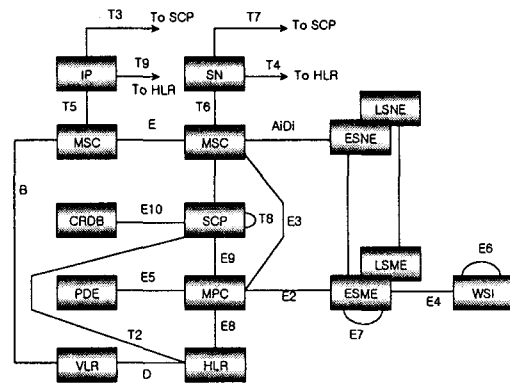 T3
To SCP
T7
To SCP
IP
T9
To HLR
SN
T4
To HLR
T5
T6
LSNE
MSC
E
MSC
AiDi
ESNE
B
CRDB
E10
SCP
T8
E3
E9
LSME
E6
PDE
E5
MPC
E2
ESME
E4
WSI
T2
E8
E7
VLR
D
HLR